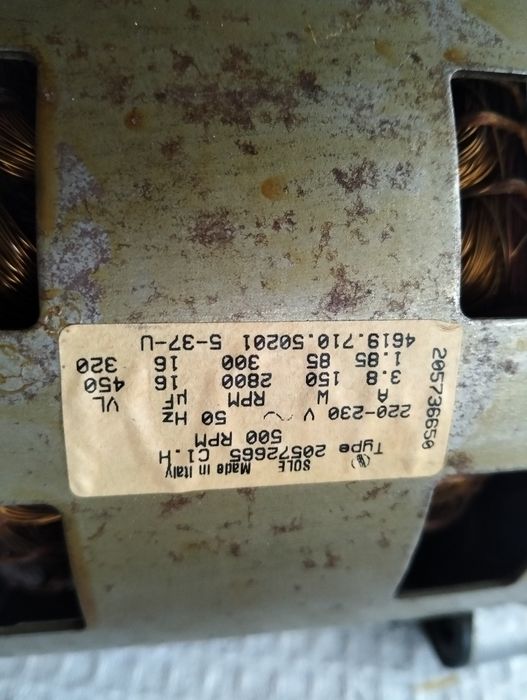 SOLE Made in Italy
Type 20572665 Cl.H
500 RPM
220-230 V ~ 50 Hz
A W RPM µF VL
3.8 150 2800 16 450
1.85 85 300 16 320
4619.710.50201 5-37-U
205736650